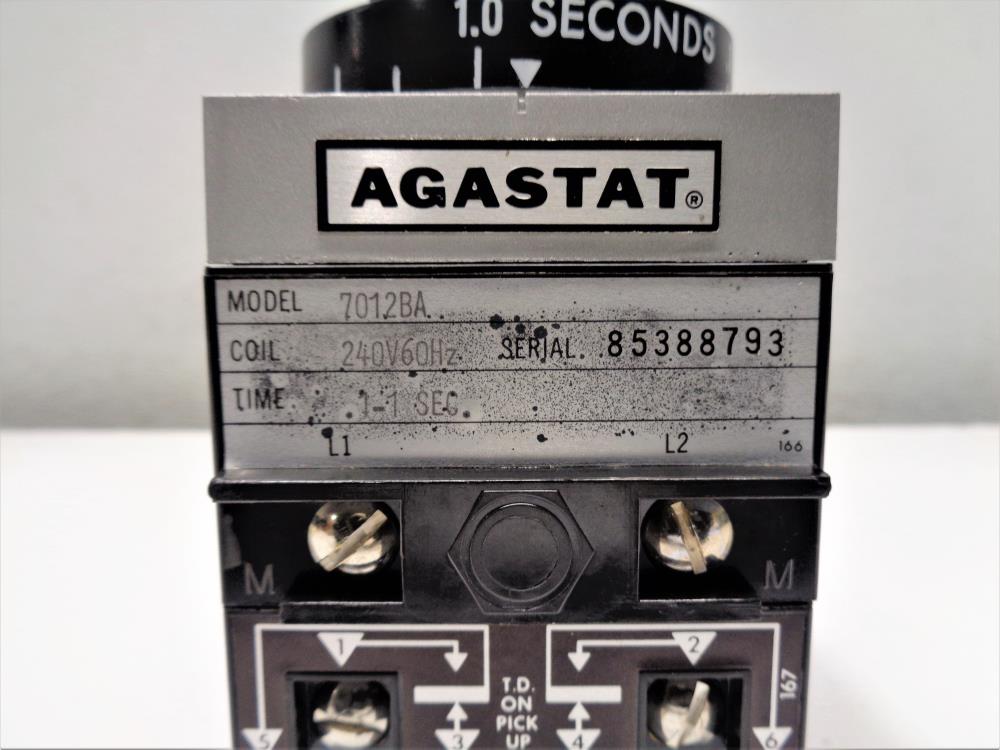 1.0 SECONDS
AGASTAT®
MODEL 7012BA
COIL 240V60Hz SERIAL 85388793
TIME .1-1 SEC.
L1 L2 166
M M
1 2
T.D.
ON
PICK
UP
5 3 4 6
167